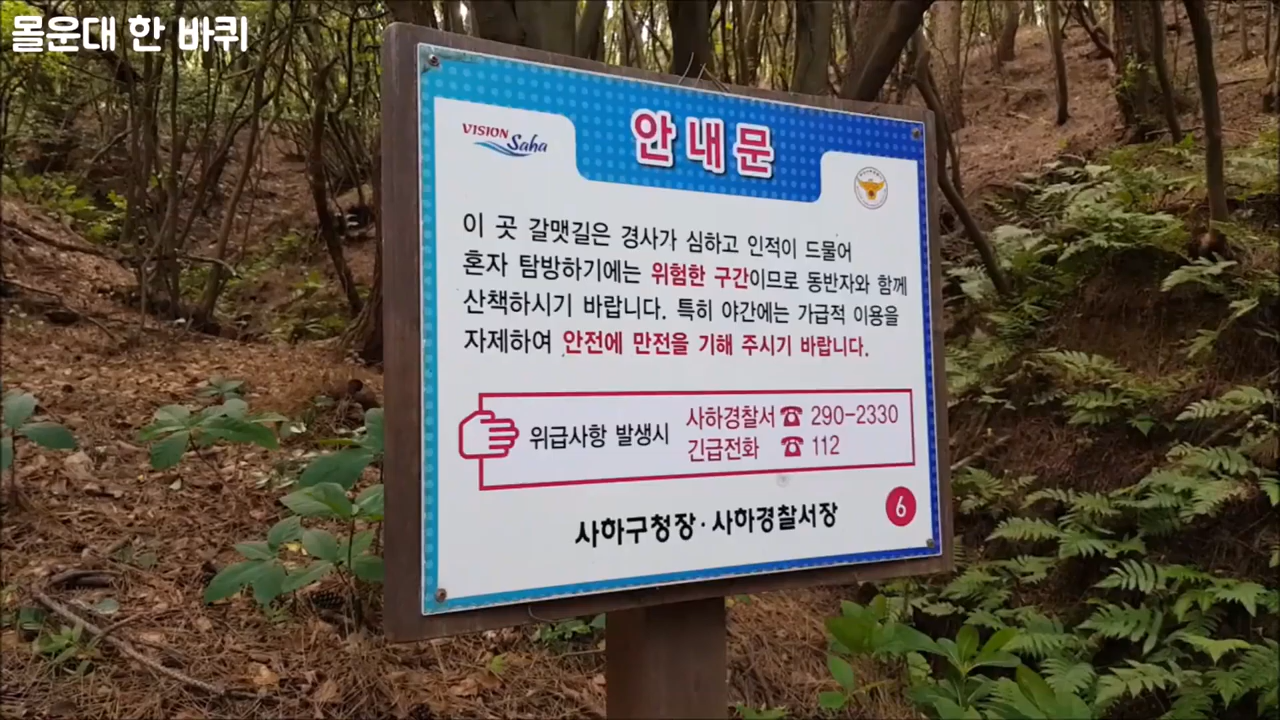 몰운대 한 바퀴
VISION
Saha
안내문
이 곳 갈맷길은 경사가 심하고 인적이 드물어
혼자 탐방하기에는 위험한 구간이므로 동반자와 함께
산책하시기 바랍니다. 특히 야간에는 가급적 이용을
자제하여 안전에 만전을 기해 주시기 바랍니다.
위급사항 발생시
사하경찰서 ☎ 290-2330
긴급전화 ☎ 112
사하구청장·사하경찰서장
6